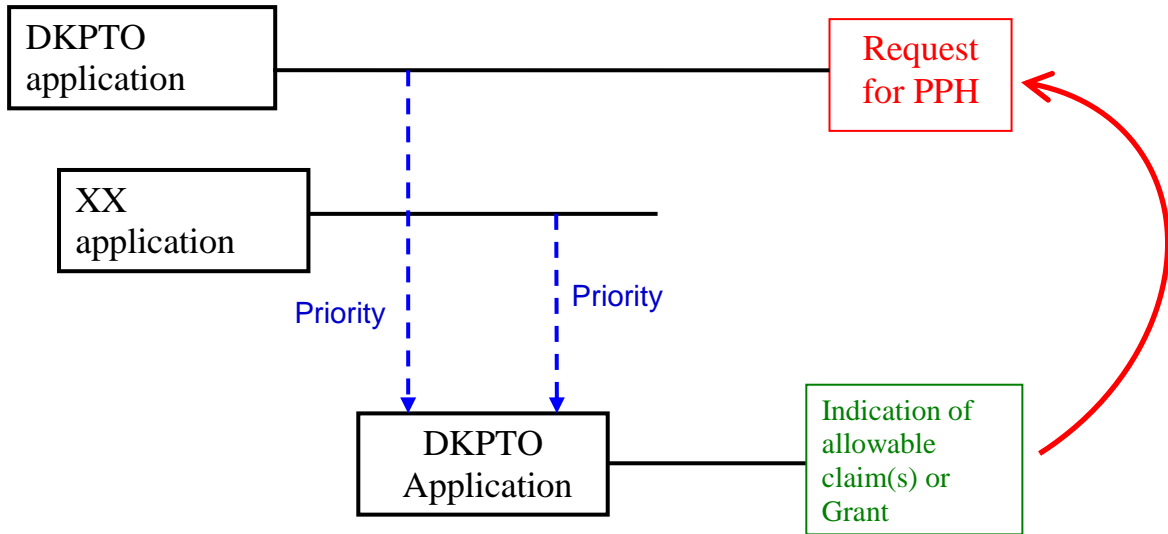 DKPTO
application
Request
for PPH
XX
application
Priority
Priority
DKPTO
Application
Indication of
allowable
claim(s) or
Grant